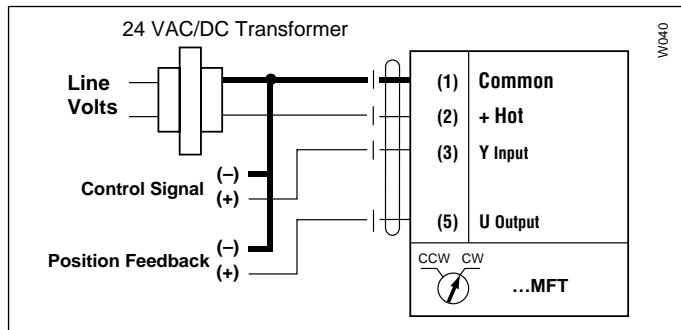 24 VAC/DC Transformer
W040
Line
Volts
(1) Common
(2) + Hot
(3) Y Input
Control Signal (–)
(+)
(5) U Output
Position Feedback (–)
(+)
CCW CW
...MFT